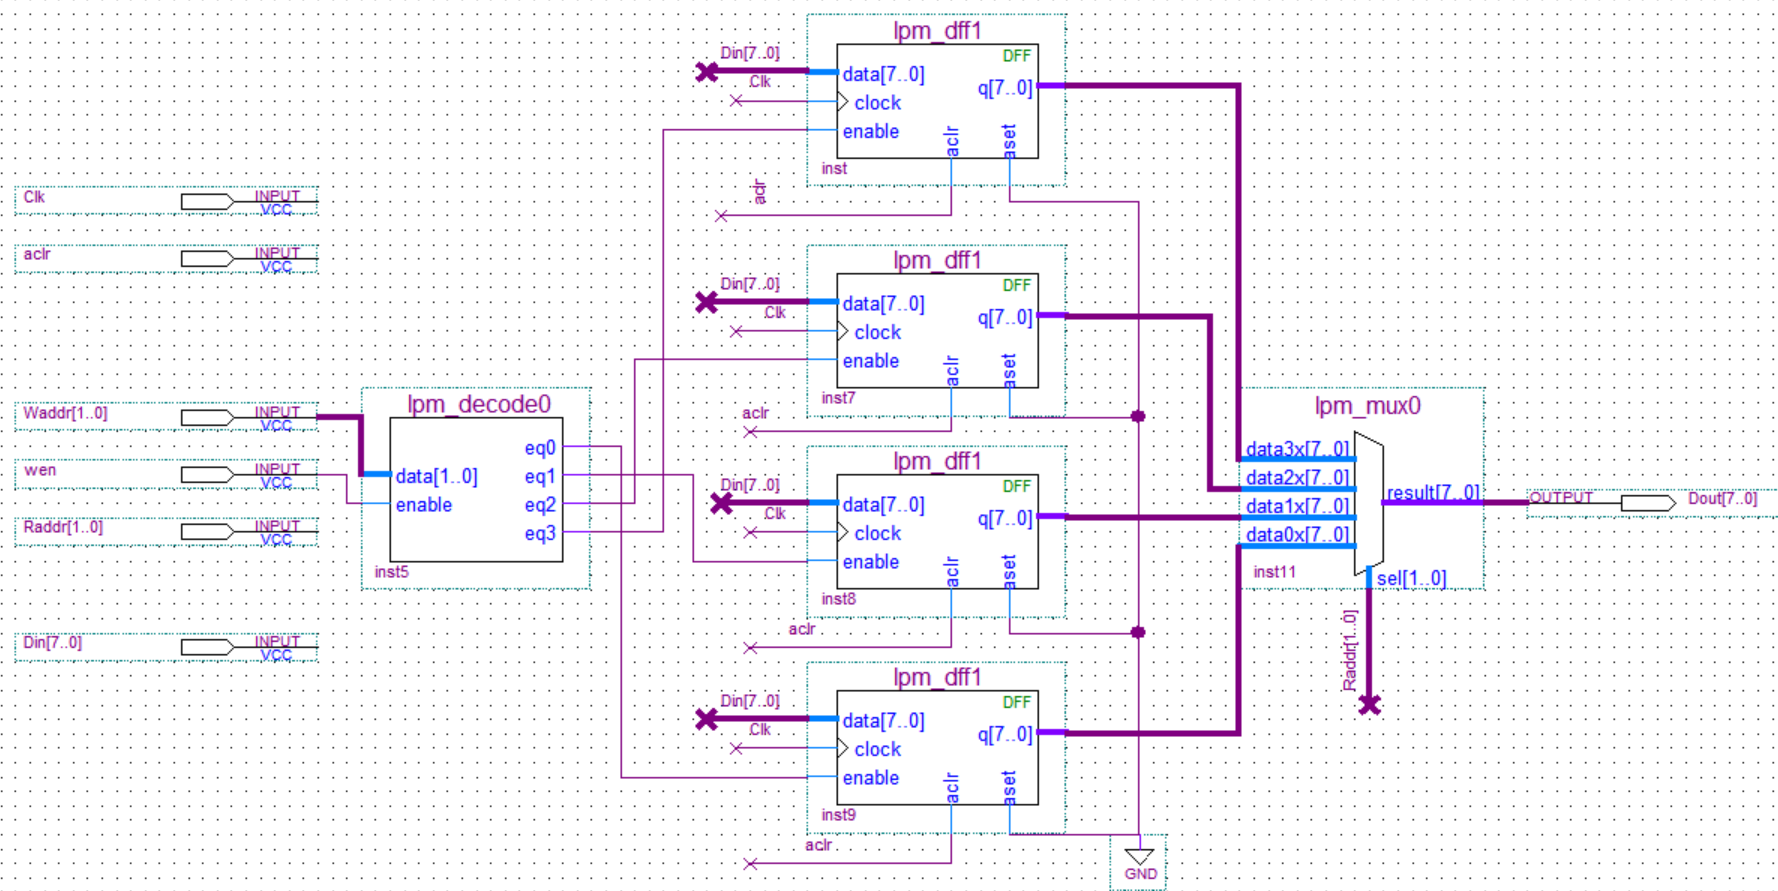 Clk
INPUT
VCC
aclr
INPUT
VCC
Waddr[1..0]
INPUT
VCC
wen
INPUT
VCC
Raddr[1..0]
INPUT
VCC
Din[7..0]
INPUT
VCC
lpm_decode0
data[1..0]
enable
eq0
eq1
eq2
eq3
inst5
lpm_dff1
DFF
Din[7..0]
data[7..0]
q[7..0]
Clk
clock
enable
aclr
aset
inst
aclr
lpm_dff1
DFF
Din[7..0]
data[7..0]
q[7..0]
Clk
clock
enable
aclr
aset
inst7
aclr
lpm_dff1
DFF
Din[7..0]
data[7..0]
q[7..0]
Clk
clock
enable
aclr
aset
inst8
aclr
lpm_dff1
DFF
Din[7..0]
data[7..0]
q[7..0]
Clk
clock
enable
aclr
aset
inst9
aclr
GND
lpm_mux0
data3x[7..0]
data2x[7..0]
data1x[7..0]
data0x[7..0]
result[7..0]
sel[1..0]
inst11
Raddr[1..0]
OUTPUT
Dout[7..0]